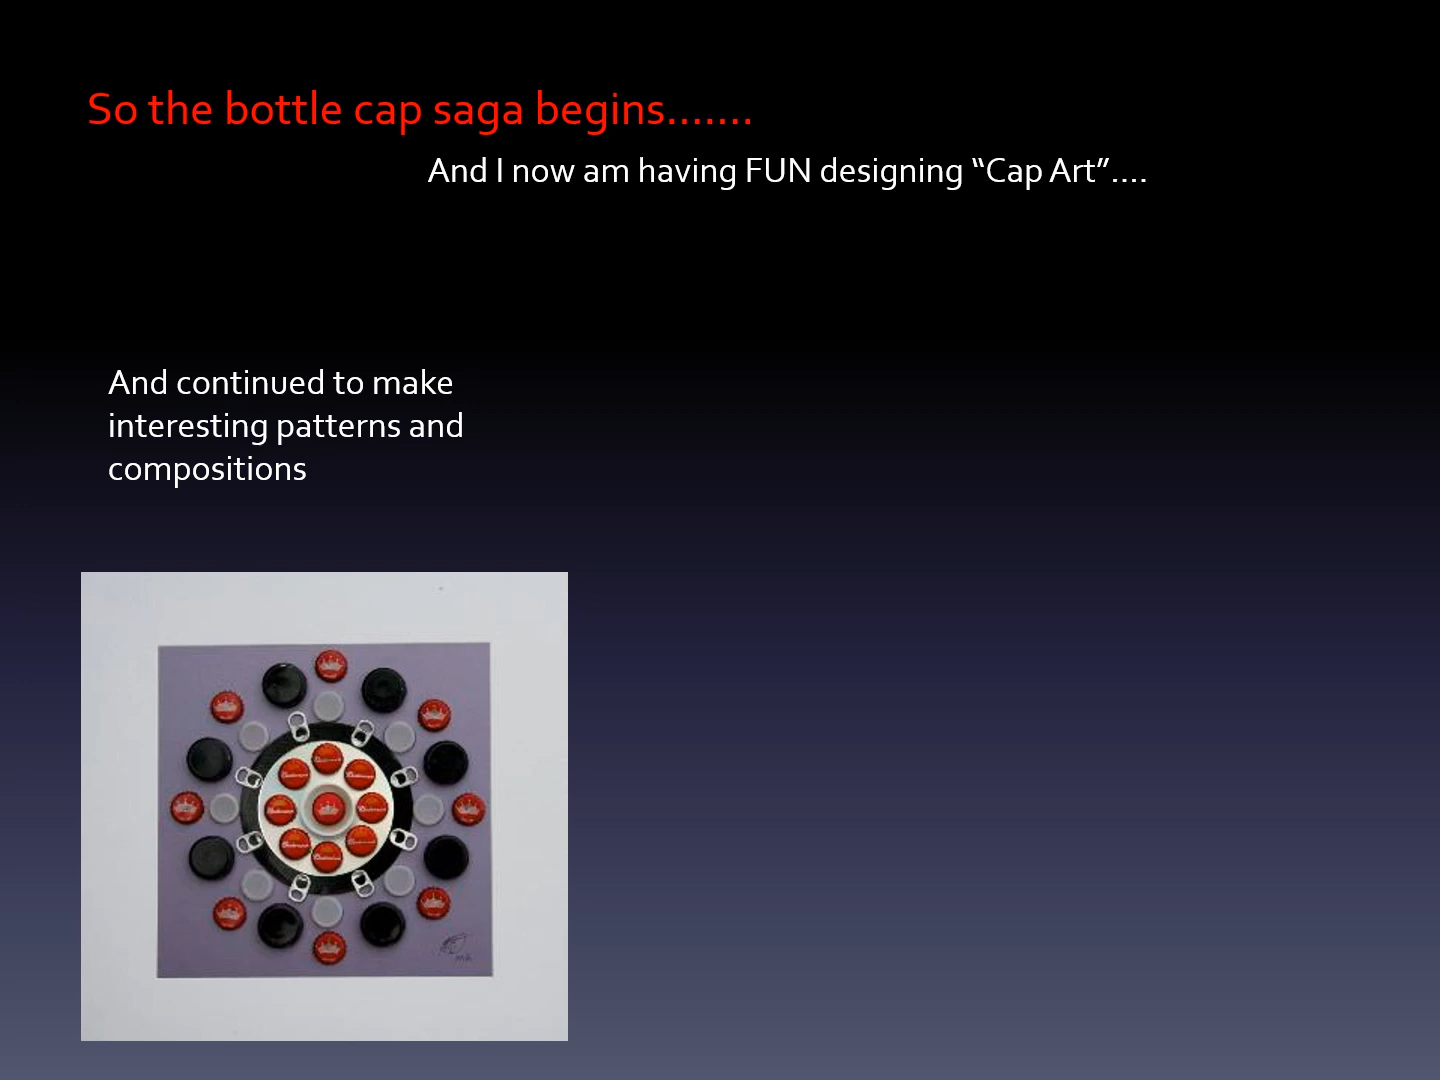 So the bottle cap saga begins…….
And I now am having FUN designing “Cap Art”….
And continued to make
interesting patterns and
compositions